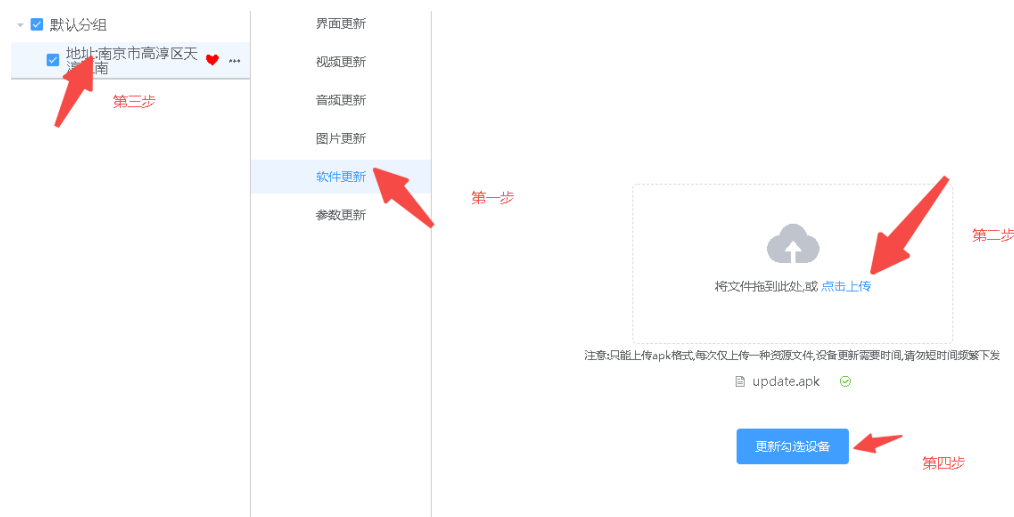 默认分组
地址:南京市高淳区天
南
第三步
界面更新
视频更新
音频更新
图片更新
软件更新
参数更新
第一步
第二步
将文件拖到此处,或 点击上传
注意:只能上传apk格式,每次仅上传一种资源文件,设备更新需要时间,请勿短时间频繁下发
update.apk
更新勾选设备
第四步